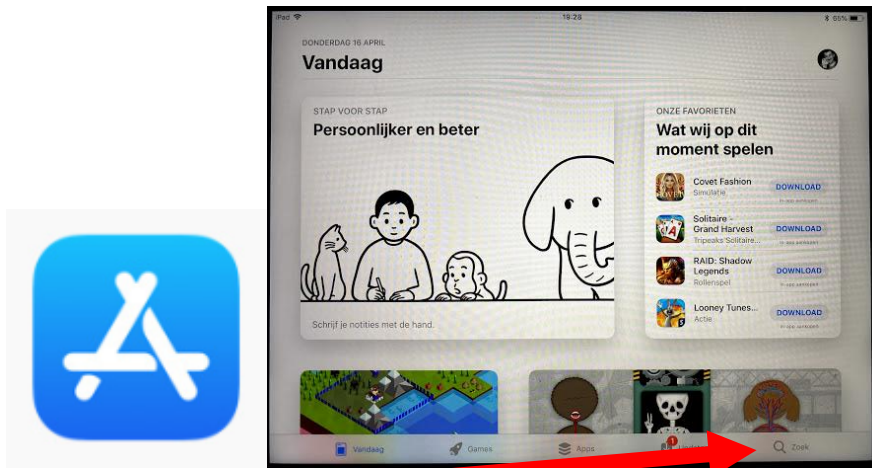 iPad
19:26
65%
DONDERDAG 16 APRIL
Vandaag
STAP VOOR STAP
Persoonlijker en beter
Schrijf je notities met de hand.
ONZE FAVORIETEN
Wat wij op dit
moment spelen
Covet Fashion
Simulatie
DOWNLOAD
Solitaire -
Grand Harvest
Tripeaks Solitaire...
DOWNLOAD
RAID: Shadow
Legends
Rollenspel
DOWNLOAD
Looney Tunes...
Actie
DOWNLOAD
Vandaag
Games
Apps
1
Zoek